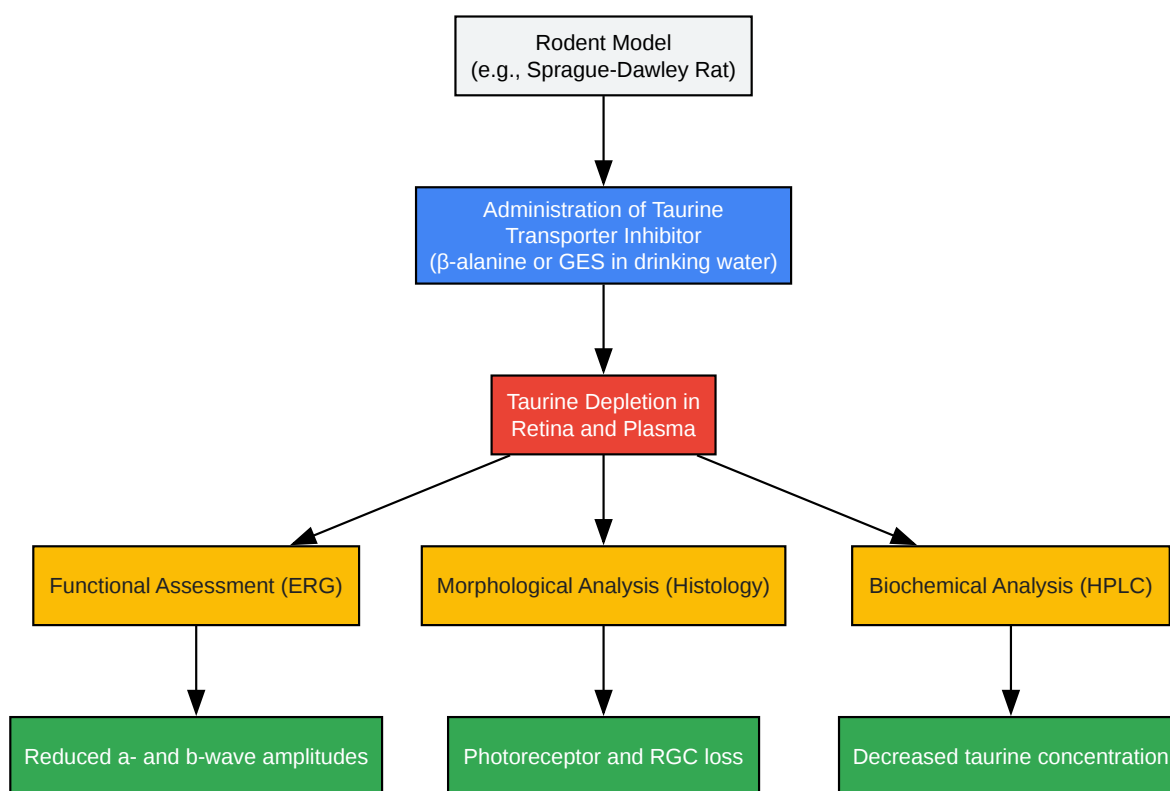 Rodent Model
(e.g., Sprague-Dawley Rat)
Administration of Taurine
Transporter Inhibitor
(β-alanine or GES in drinking water)
Taurine Depletion in
Retina and Plasma
Functional Assessment (ERG)
Morphological Analysis (Histology)
Biochemical Analysis (HPLC)
Reduced a- and b-wave amplitudes
Photoreceptor and RGC loss
Decreased taurine concentration